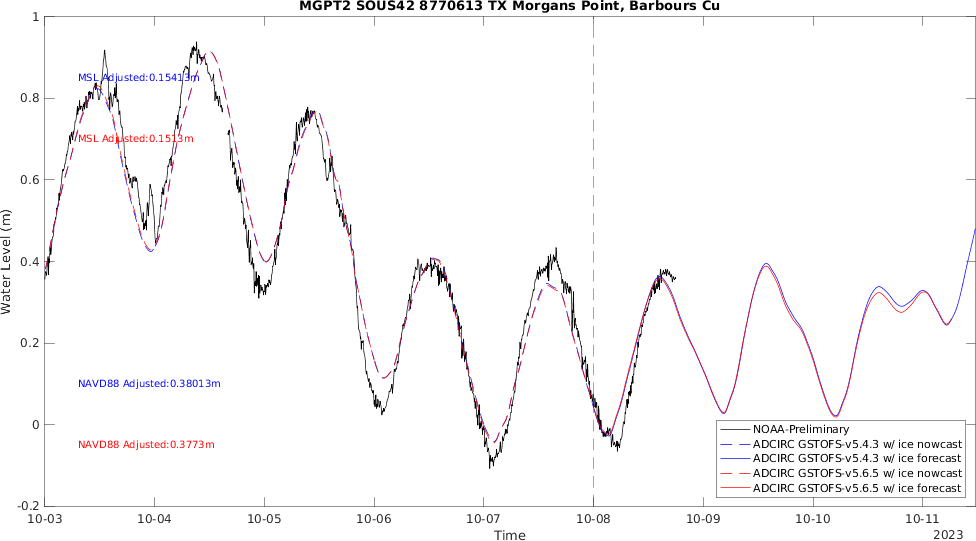 MGPT2 SOUS42 8770613 TX Morgans Point, Barbours Cu
1
0.8
0.6
0.4
0.2
0
-0.2
Water Level (m)
MSL Adjusted:0.15413m
MSL Adjusted:0.1513m
NAVD88 Adjusted:0.38013m
NAVD88 Adjusted:0.3773m
NOAA-Preliminary
ADCIRC GSTOFS-v5.4.3 w/ ice nowcast
ADCIRC GSTOFS-v5.4.3 w/ ice forecast
ADCIRC GSTOFS-v5.6.5 w/ ice nowcast
ADCIRC GSTOFS-v5.6.5 w/ ice forecast
10-03 10-04 10-05 10-06 10-07 10-08 10-09 10-10 10-11
Time
2023